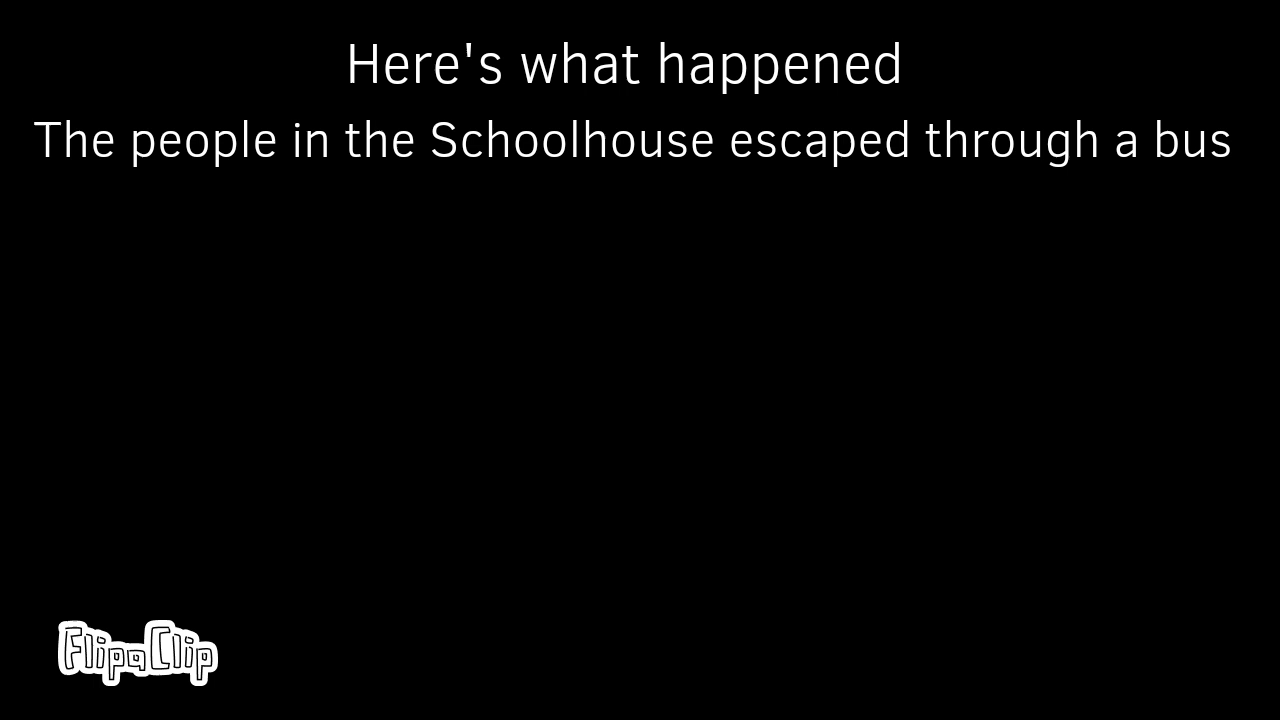 Here's what happened
The people in the Schoolhouse escaped through a bus
FlipaClip